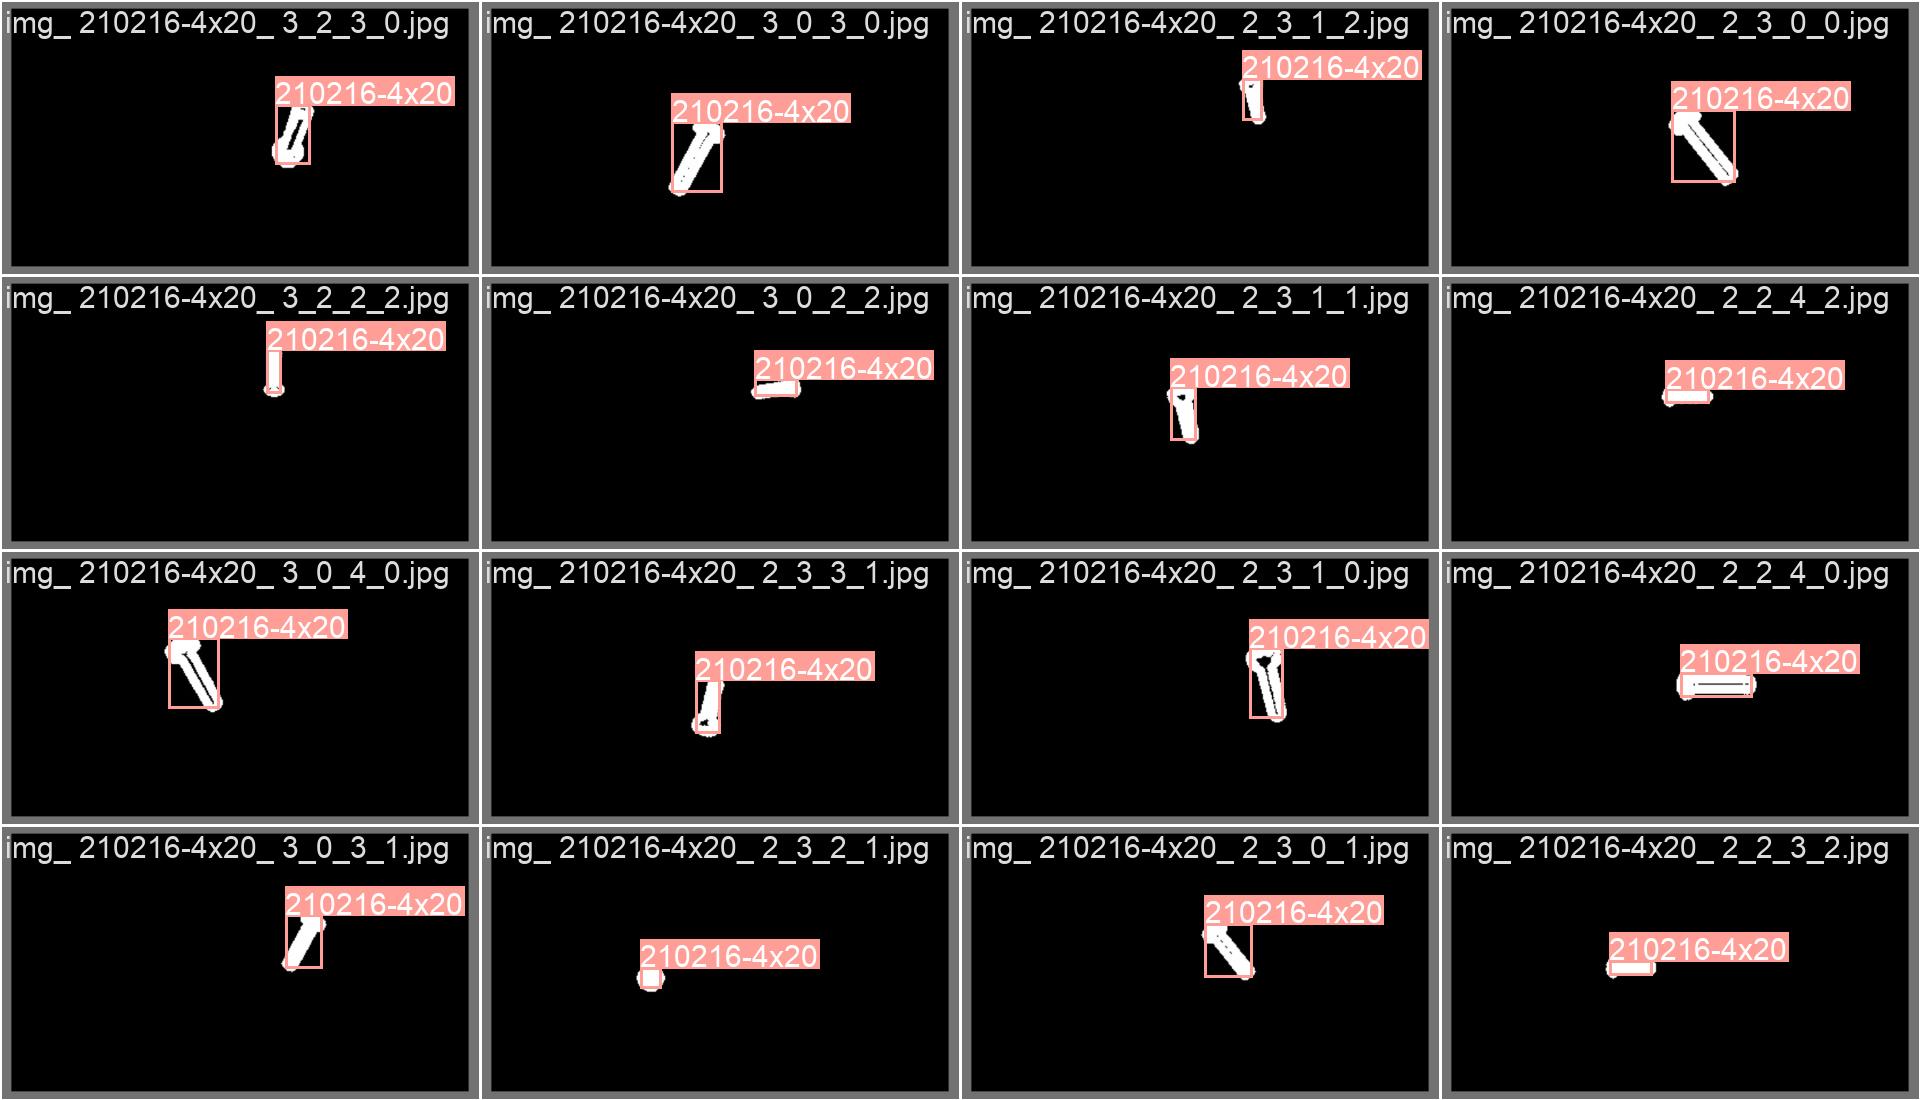 img_ 210216-4x20_ 3_2_3_0.jpg
210216-4x20
img_ 210216-4x20_ 3_0_3_0.jpg
210216-4x20
img_ 210216-4x20_ 2_3_1_2.jpg
210216-4x20
img_ 210216-4x20_ 2_3_0_0.jpg
210216-4x20
img_ 210216-4x20_ 3_2_2_2.jpg
210216-4x20
img_ 210216-4x20_ 3_0_2_2.jpg
210216-4x20
img_ 210216-4x20_ 2_3_1_1.jpg
210216-4x20
img_ 210216-4x20_ 2_2_4_2.jpg
210216-4x20
img_ 210216-4x20_ 3_0_4_0.jpg
210216-4x20
img_ 210216-4x20_ 2_3_3_1.jpg
210216-4x20
img_ 210216-4x20_ 2_3_1_0.jpg
210216-4x20
img_ 210216-4x20_ 2_2_4_0.jpg
210216-4x20
img_ 210216-4x20_ 3_0_3_1.jpg
210216-4x20
img_ 210216-4x20_ 2_3_2_1.jpg
210216-4x20
img_ 210216-4x20_ 2_3_0_1.jpg
210216-4x20
img_ 210216-4x20_ 2_2_3_2.jpg
210216-4x20